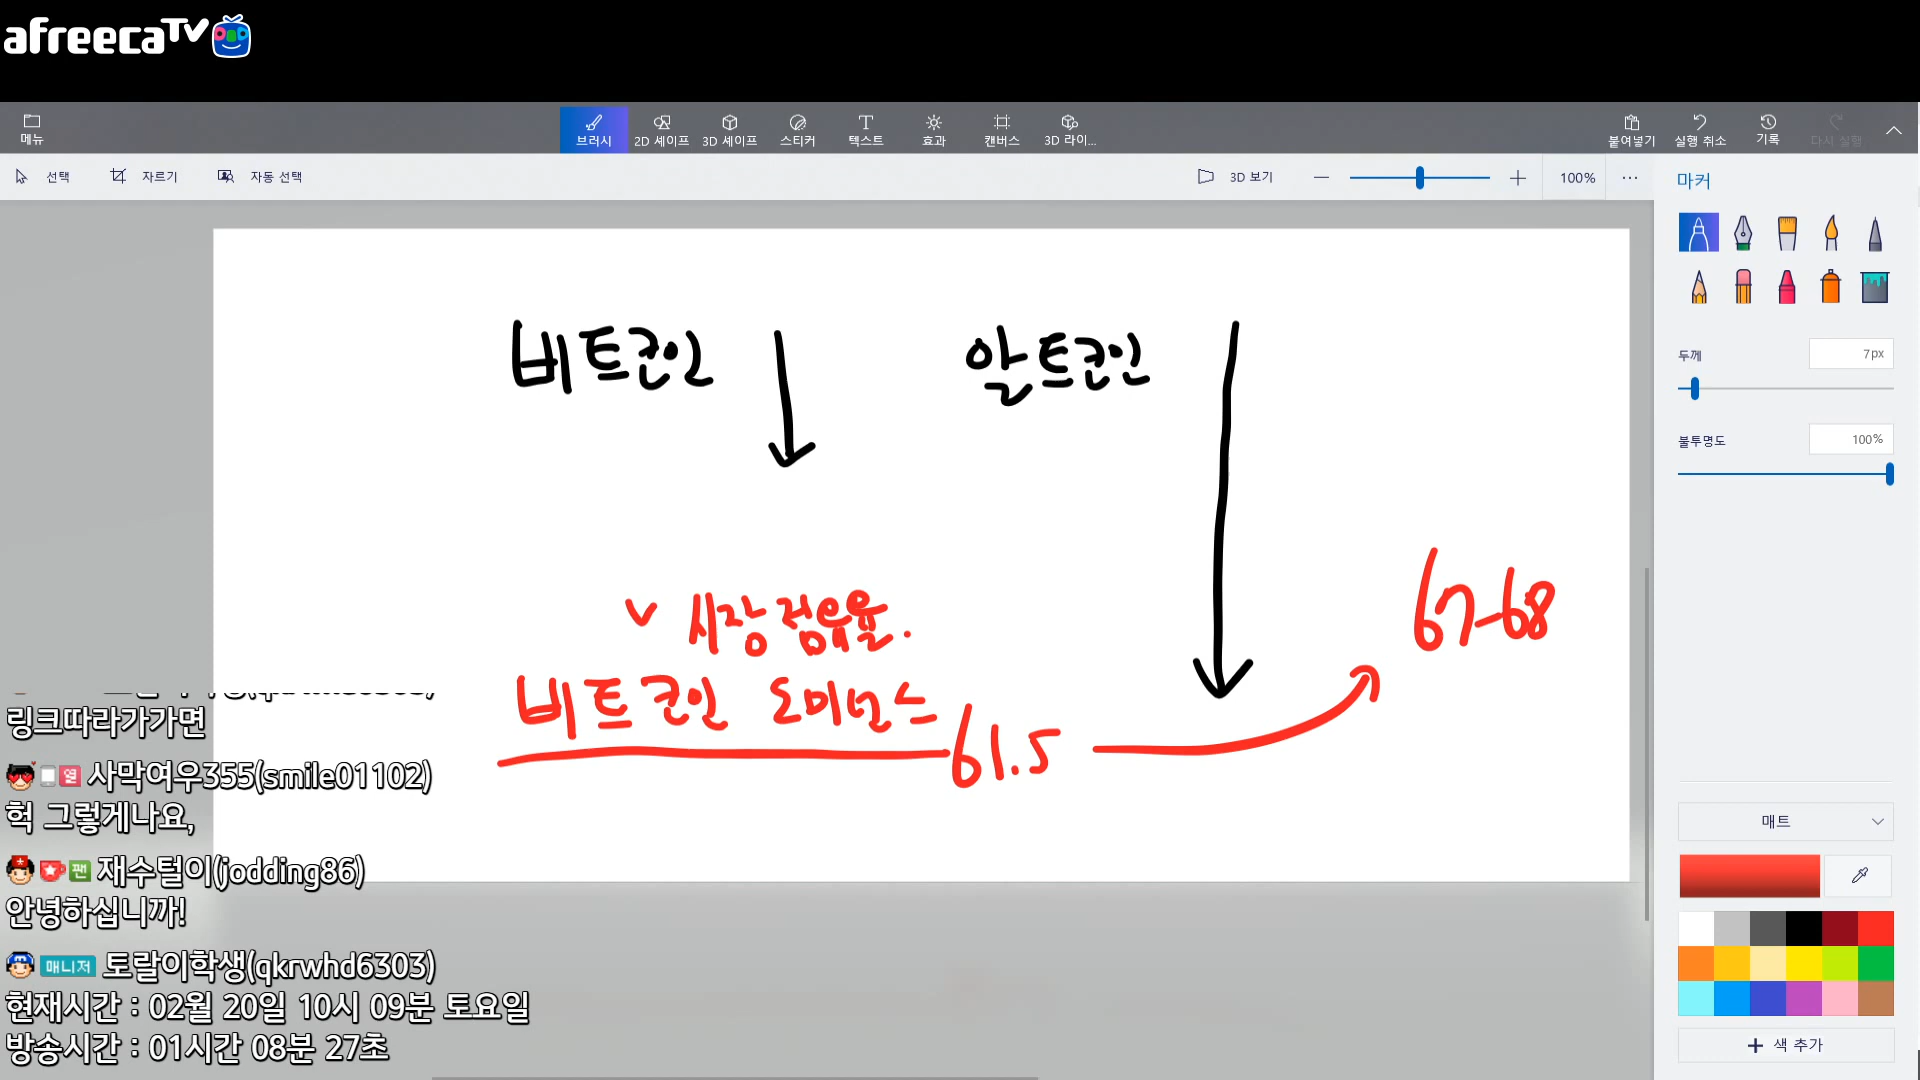 afreecaTV
메뉴
브러시 2D 셰이프 3D 셰이프 스티커 텍스트 효과 캔버스 3D 라이...
붙여넣기 실행 취소 기록 다시 실행
선택 자르기 자동 선택
3D 보기 100%
마커
두께 7px
불투명도 100%
비트코인 알트코인
67-68
시장 점유율.
비트코인 도미넌스 61.5
링크따라가가면
열 사막여우355(smile01102)
헉 그렇게나요,
팬 재수털이(jodding86)
안녕하십니까!
매니저 토랄이학생(qkrwhd6303)
현재시간 : 02월 20일 10시 09분 토요일
방송시간 : 01시간 08분 27초
매트
색 추가